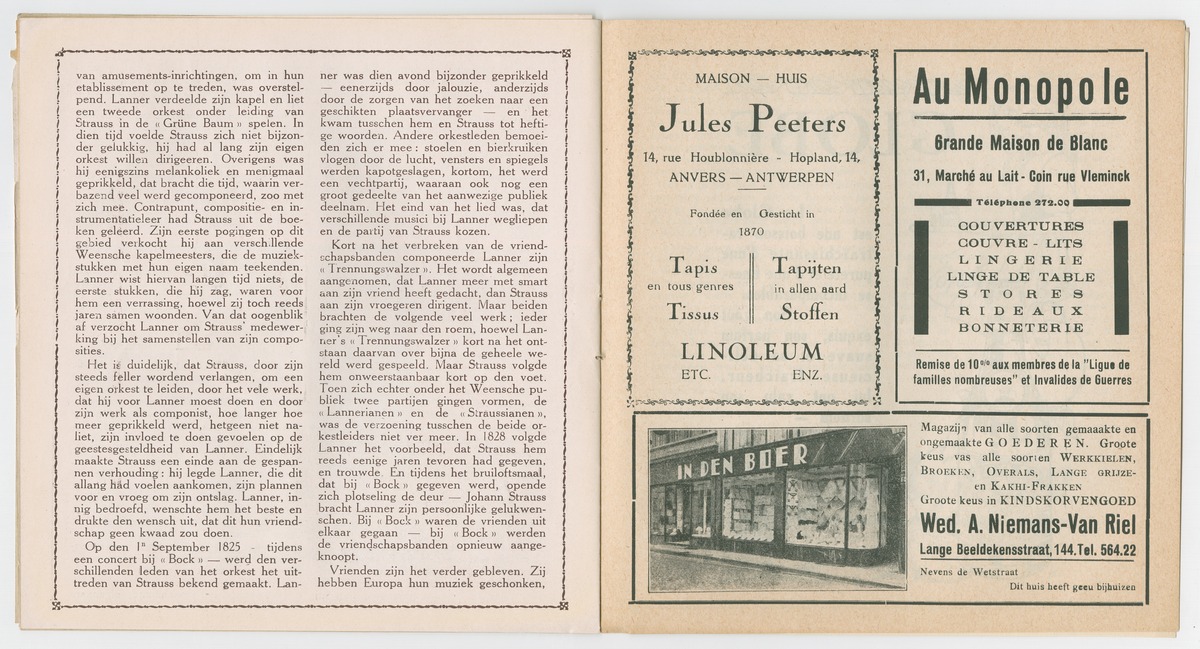 van amusements-inrichtingen, om in hun
etablissement op te treden, was overstel-
pend. Lanner verdeelde zijn kapel en liet
een tweede orkest onder leiding van
Strauss in de « Grüne Baum » spelen. In
dien tijd voelde Strauss zich niet bijzon-
der gelukkig, hij had al lang zijn eigen
orkest willen dirigeeren. Overigens was
hij eenigszins melankoliek en menigmaal
geprikkeld, dat bracht die tijd, waarin ver-
bazend veel werd gecomponeerd, zoo met
zich mee. Contrapunt, compositie- en in-
strumentatieleer had Strauss uit de boe-
ken geleerd. Zijn eerste pogingen op dit
gebied verkocht hij aan verschillende
Weensche kapelmeesters, die de muziek-
stukken met hun eigen naam teekenden.
Lanner wist hiervan langen tijd niets, de
eerste stukken, die hij zag, waren voor
hem een verrassing, hoewel zij toch reeds
jaren samen woonden. Van dat oogenblik
af verzocht Lanner om Strauss' medewer-
king bij het samenstellen van zijn compo-
sities.
Het is duidelijk, dat Strauss, door zijn
steeds feller wordend verlangen, om een
eigen orkest te leiden, door het vele werk,
dat hij voor Lanner moest doen en door
zijn werk als componist, hoe langer hoe
meer geprikkeld werd, hetgeen niet na-
liet, zijn invloed te doen gevoelen op de
geestesgesteldheid van Lanner. Eindelijk
maakte Strauss een einde aan de gespan-
nen verhouding : hij legde Lanner, die dit
allang had voelen aankomen, zijn plannen
voor en vroeg om zijn ontslag. Lanner, in-
nig bedroefd, wenschte hem het beste en
drukte den wensch uit, dat dit hun vriend-
schap geen kwaad zou doen.
Op den 1n September 1825 - tijdens
een concert bij « Bock » — werd den ver-
schillenden leden van het orkest het uit-
treden van Strauss bekend gemaakt. Lan-
ner was dien avond bijzonder geprikkeld
— eenerzijds door jalouzie, anderzijds
door de zorgen van het zoeken naar een
geschikten plaatsvervanger — en het
kwam tusschen hem en Strauss tot hefti-
ge woorden. Andere orkestleden bemoei-
den zich er mee : stoelen en bierkruiken
vlogen door de lucht, vensters en spiegels
werden kapotgeslagen, kortom, het werd
een vechtpartij, waaraan ook nog een
groot gedeelte van het aanwezige publiek
deelnam. Het eind van het lied was, dat
verschillende musici bij Lanner wegliepen
en de partij van Strauss kozen.
Kort na het verbreken van de vriend-
schapsbanden componeerde Lanner zijn
« Trennungswalzer ». Het wordt algemeen
aangenomen, dat Lanner meer met smart
aan zijn vriend heeft gedacht, dan Strauss
aan zijn vroegeren dirigent. Maar beiden
brachten de volgende veel werk ; ieder
ging zijn weg naar den roem, hoewel Lan-
ner's « Trennungswalzer » kort na het ont-
staan daarvan over bijna de geheele we-
reld werd gespeeld. Maar Strauss volgde
hem onweerstaanbaar kort op den voet.
Toen zich echter onder het Weensche pu-
bliek twee partijen gingen vormen, de
« Lannerianen » en de « Straussianen »,
was de verzoening tusschen de beide or-
kestleiders niet ver meer. In 1828 volgde
Lanner het voorbeeld, dat Strauss hem
reeds eenige jaren tevoren had gegeven,
en trouwde. En tijdens het bruiloftsmaal,
dat bij « Bock » gegeven werd, opende
zich plotseling de deur — Johann Strauss
bracht Lanner zijn persoonlijke gelukwen-
schen. Bij « Bock » waren de vrienden uit
elkaar gegaan — bij « Bock » werden
de vriendschapsbanden opnieuw aange-
knoopt.
Vrienden zijn het verder gebleven. Zij
hebben Europa hun muziek geschonken,
MAISON — HUIS
Jules Peeters
14, rue Houblonnière - Hopland, 14,
ANVERS — ANTWERPEN
Fondée en Gesticht in
1870
Tapis
en tous genres
Tissus
Tapijten
in allen aard
Stoffen
LINOLEUM
ETC. ENZ.
Au Monopole
Grande Maison de Blanc
31, Marché au Lait - Coin rue Vleminck
Téléphone 272.00
COUVERTURES
COUVRE - LITS
LINGERIE
LINGE DE TABLE
STORES
RIDEAUX
BONNETERIE
Remise de 10% aux membres de la "Ligue de
familles nombreuses" et Invalides de Guerres
IN DEN BOER
Magazijn van alle soorten gemaaakte en
ongemaakte GOEDEREN. Groote
keus vas alle soorten WERKKIELEN,
BROEKEN, OVERALS, LANGE GRIJZE-
en KAKHI-FRAKKEN
Groote keus in KINDSKORVENGOED
Wed. A. Niemans-Van Riel
Lange Beeldekensstraat, 144. Tel. 564.22
Nevens de Wetstraat
Dit huis heeft geeu bijhuizen